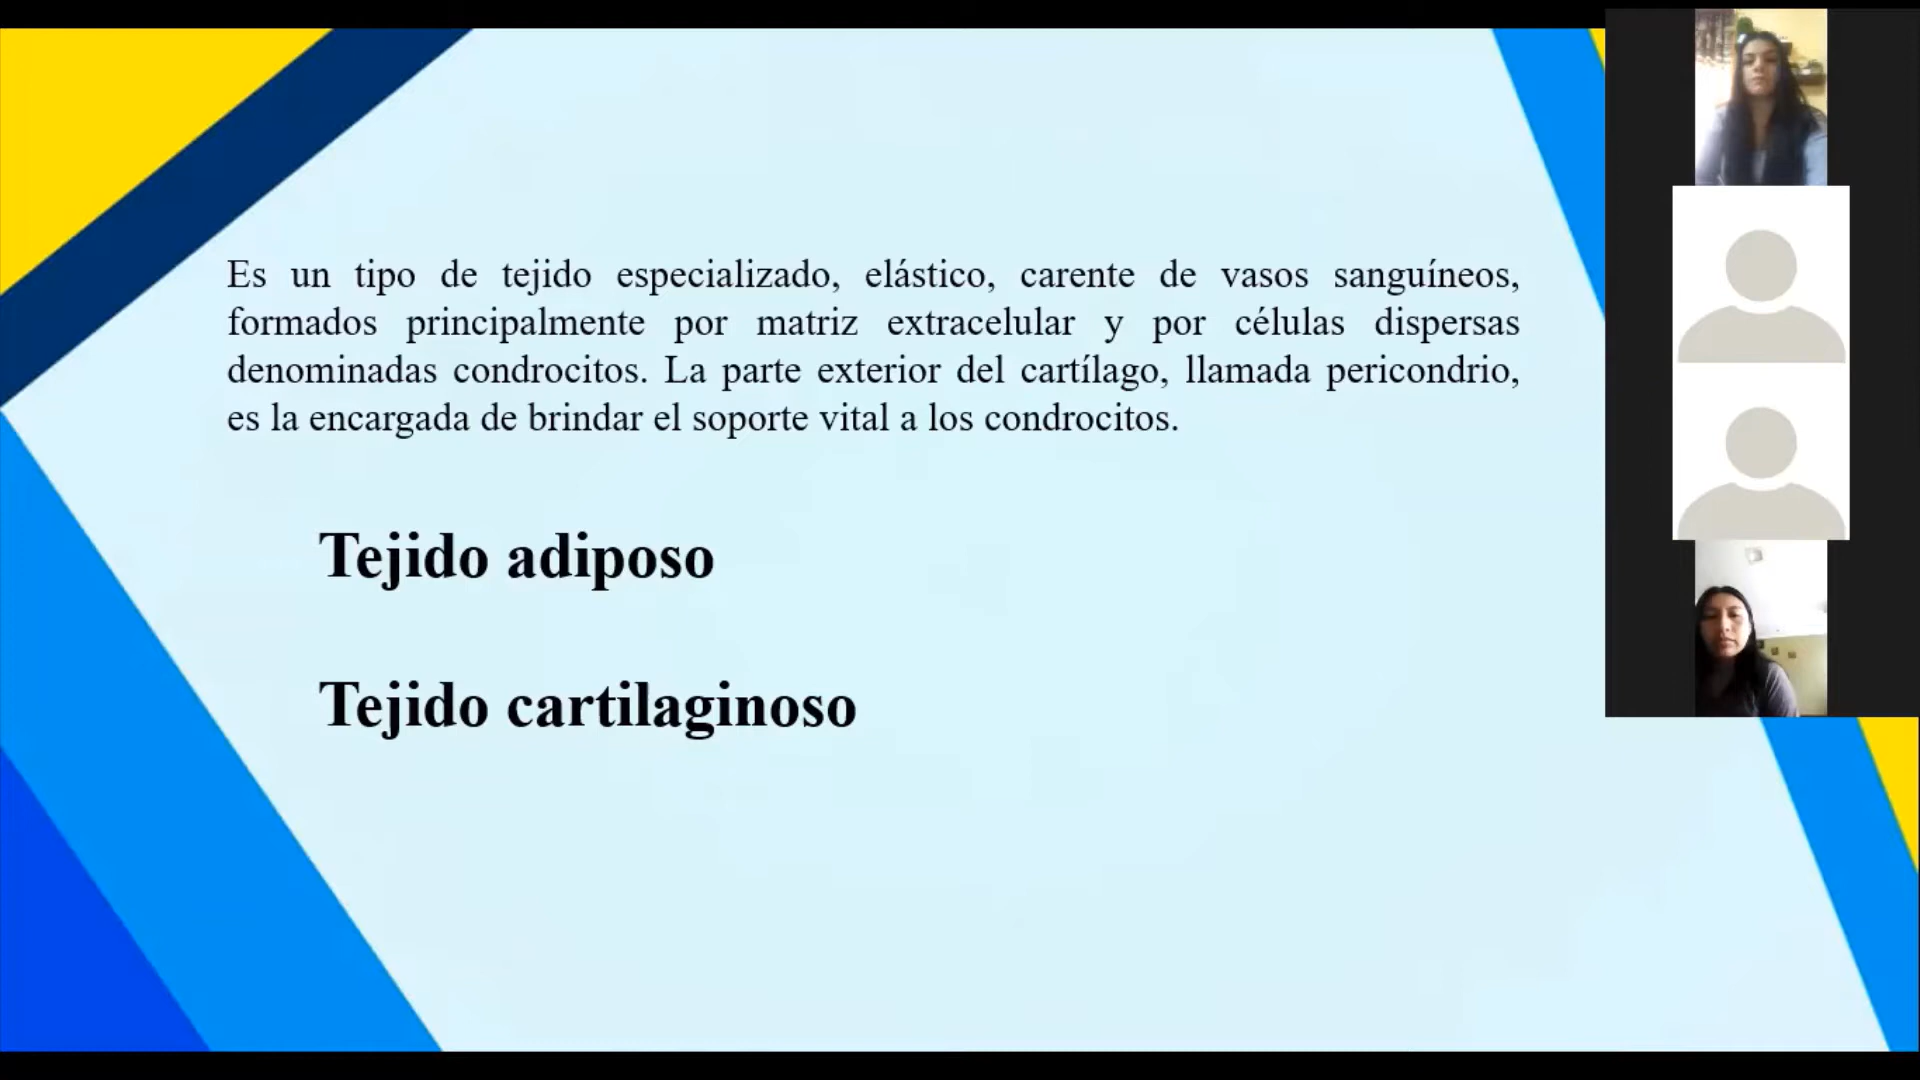 Es un tipo de tejido especializado, elástico, carente de vasos sanguíneos,
formados principalmente por matriz extracelular y por células dispersas
denominadas condrocitos. La parte exterior del cartílago, llamada pericondrio,
es la encargada de brindar el soporte vital a los condrocitos.
Tejido adiposo
Tejido cartilaginoso